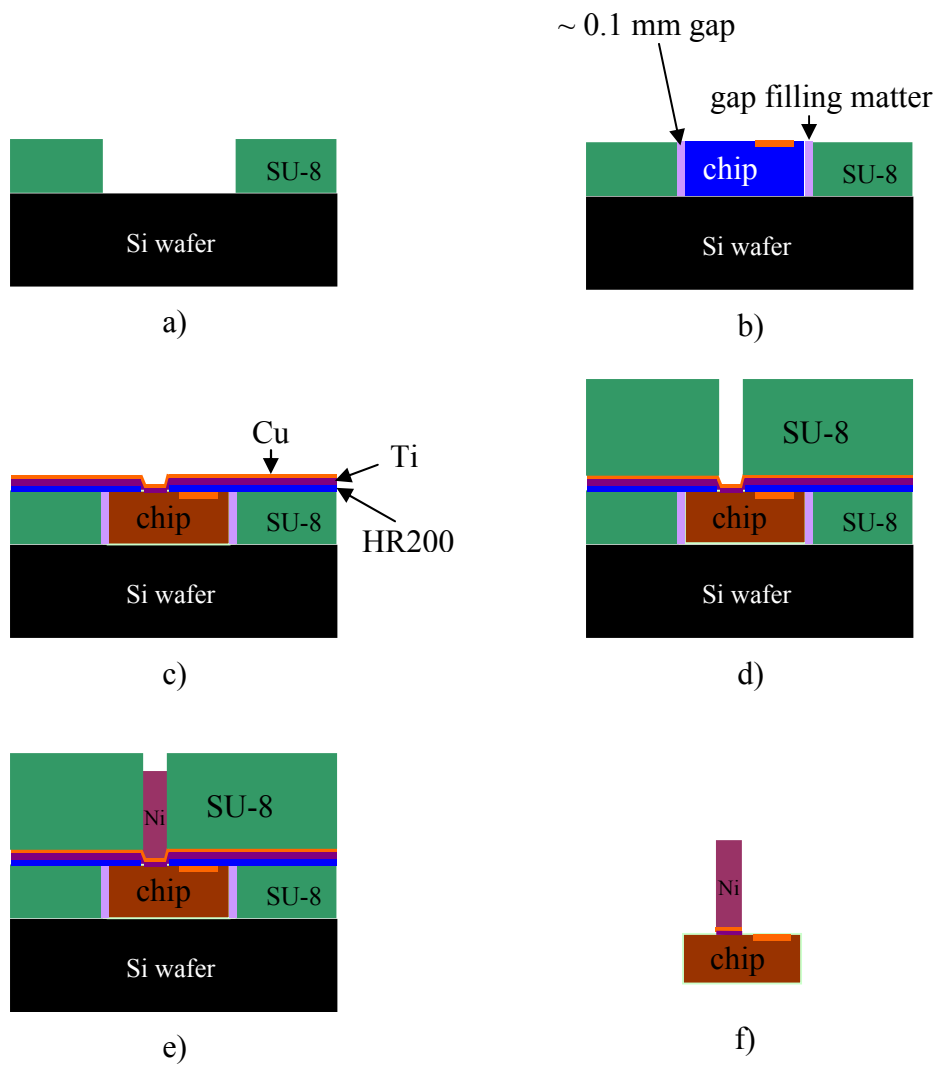 ~ 0.1 mm gap
gap filling matter
SU-8
Si wafer
a)
chip
SU-8
Si wafer
b)
Cu
Ti
HR200
chip
SU-8
Si wafer
c)
SU-8
chip
SU-8
Si wafer
d)
SU-8
Ni
chip
SU-8
Si wafer
e)
Ni
chip
f)